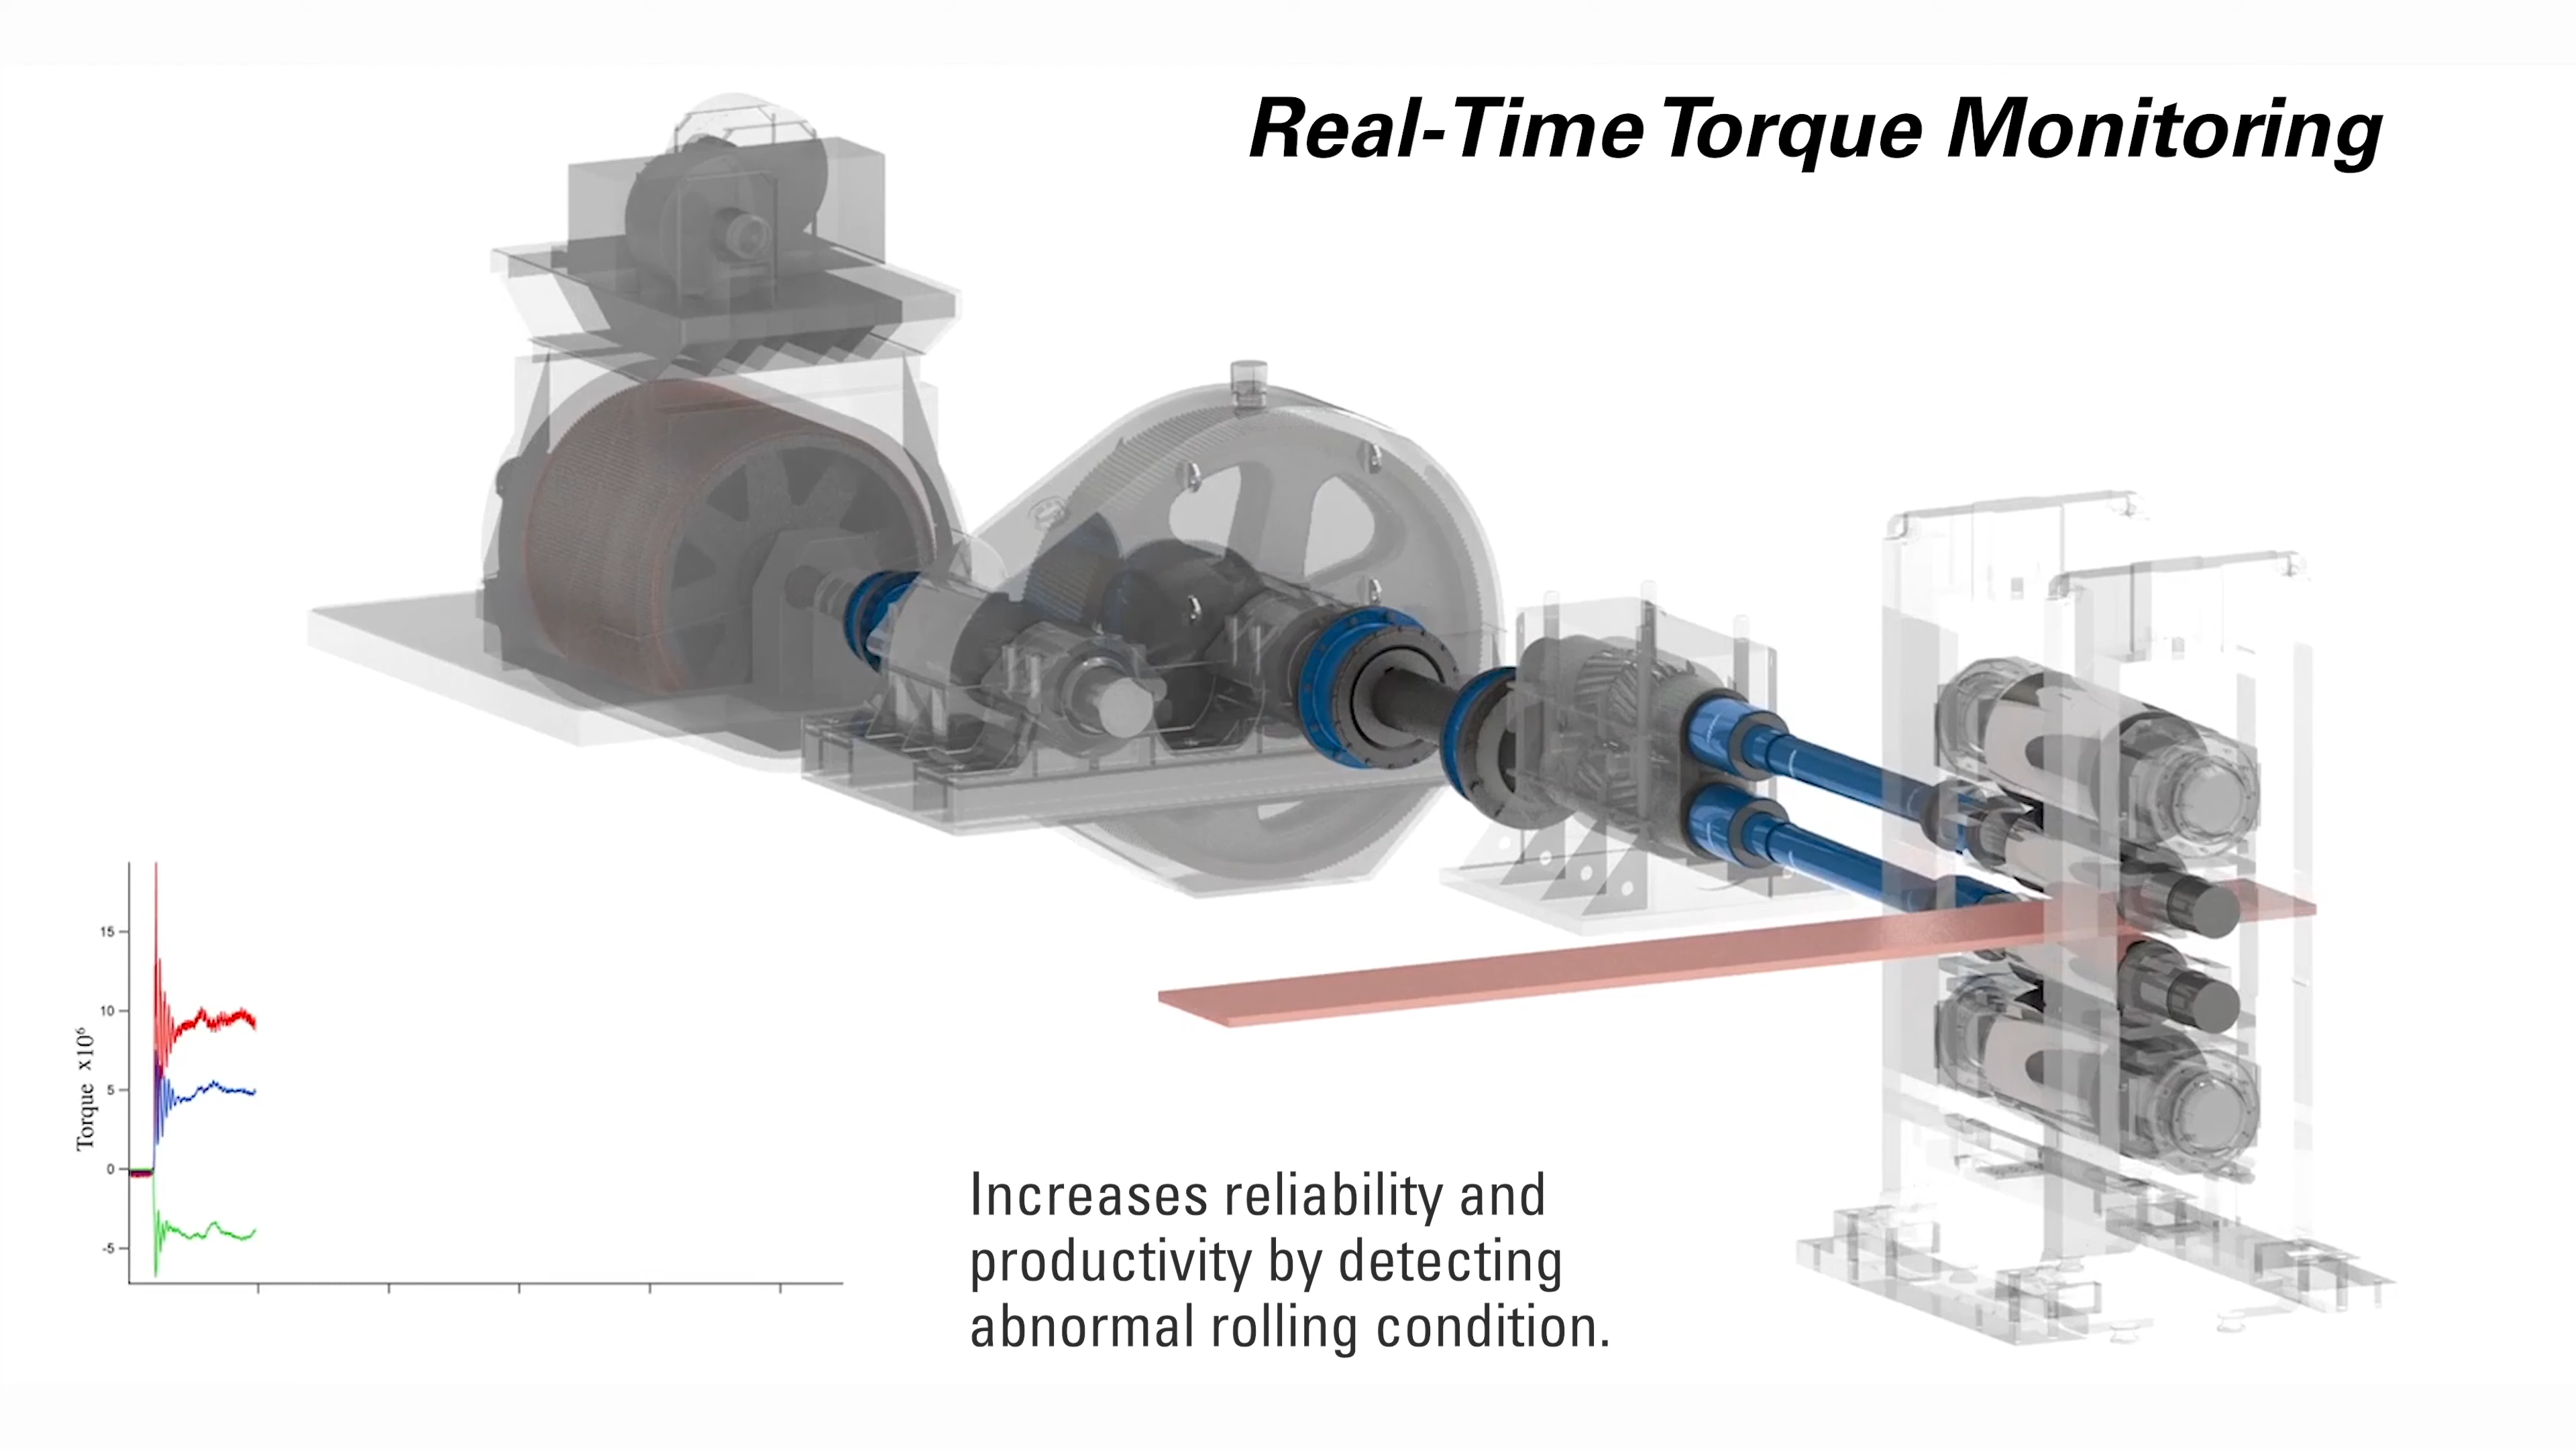 Real-Time Torque Monitoring
15
10
5
0
-5
Torque x10⁶
Increases reliability and
productivity by detecting
abnormal rolling condition.